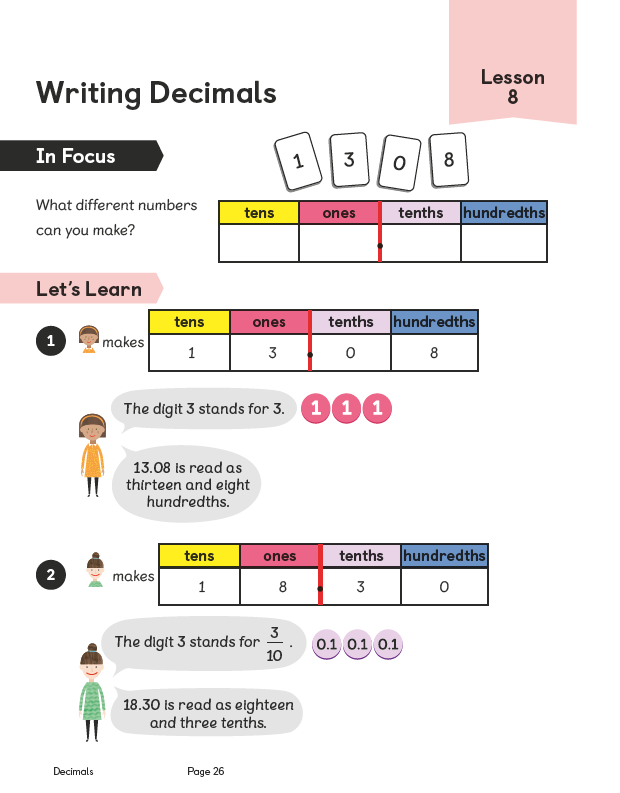 Lesson
8
Writing Decimals
In Focus
1 3 0 8
What different numbers
can you make?
tens ones tenths hundredths
.
Let's Learn
1 makes
tens ones tenths hundredths
1 3 . 0 8
The digit 3 stands for 3. 1 1 1
13.08 is read as
thirteen and eight
hundredths.
2 makes
tens ones tenths hundredths
1 8 . 3 0
The digit 3 stands for 3/10. 0.1 0.1 0.1
18.30 is read as eighteen
and three tenths.
Decimals Page 26